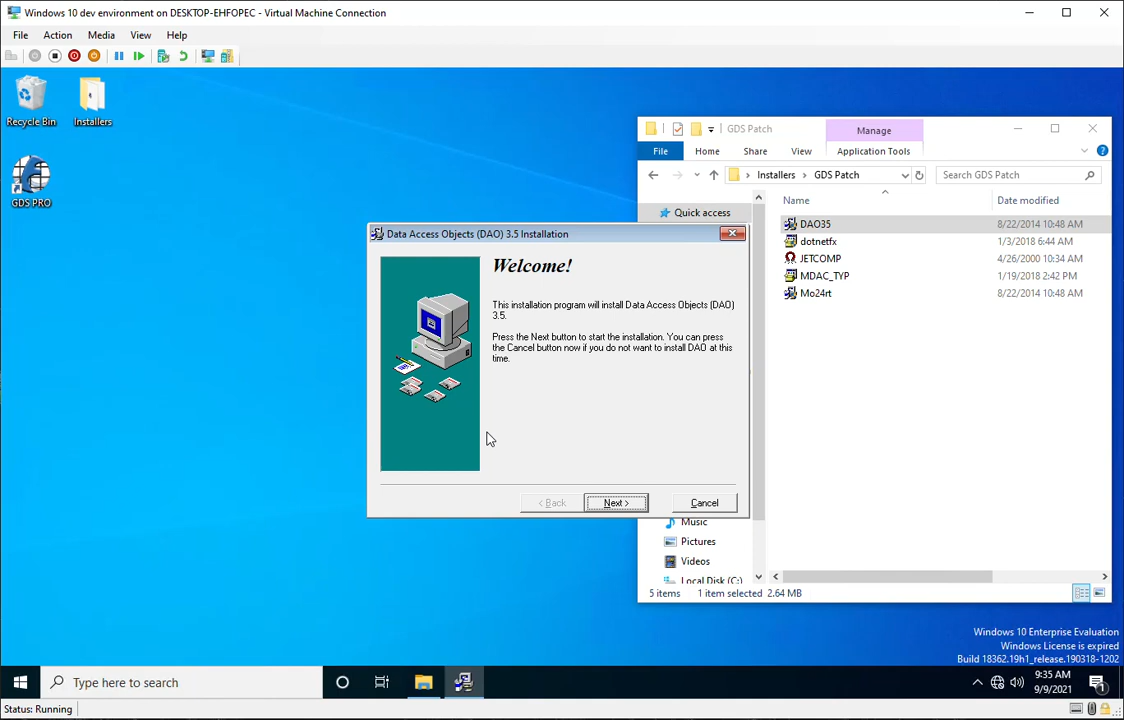 Windows 10 dev environment on DESKTOP-EHFOPEC - Virtual Machine Connection
File Action Media View Help
Recycle Bin
Installers
GDS PRO
GDS Patch
Manage
File Home Share View Application Tools
Installers > GDS Patch
Search GDS Patch
Quick access
Name Date modified
DAO35 8/22/2014 10:48 AM
dotnetfx 1/3/2018 6:44 AM
JETCOMP 4/26/2000 10:34 AM
MDAC_TYP 1/19/2018 2:42 PM
Mo24rt 8/22/2014 10:48 AM
Data Access Objects (DAO) 3.5 Installation
Welcome!
This installation program will install Data Access Objects (DAO)
3.5.
Press the Next button to start the installation. You can press
the Cancel button now if you do not want to install DAO at this
time.
< Back Next > Cancel
Music
Pictures
Videos
Local Disk (C:)
5 items 1 item selected 2.64 MB
Windows 10 Enterprise Evaluation
Windows License is expired
Build 18362.19h1_release.190318-1202
Type here to search
9:35 AM
9/9/2021
1
Status: Running